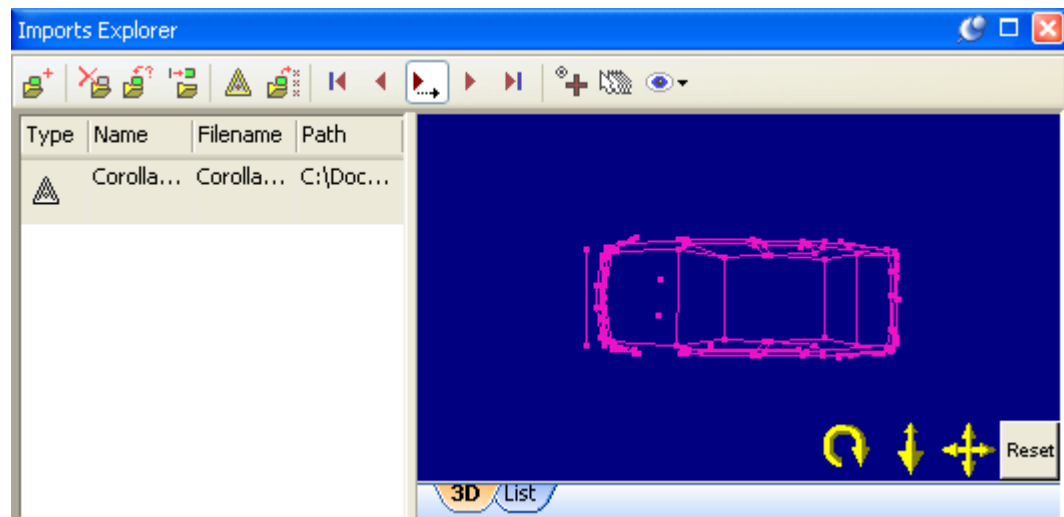 Imports Explorer
Type Name Filename Path
Corolla... Corolla... C:\Doc...
Reset
3D List